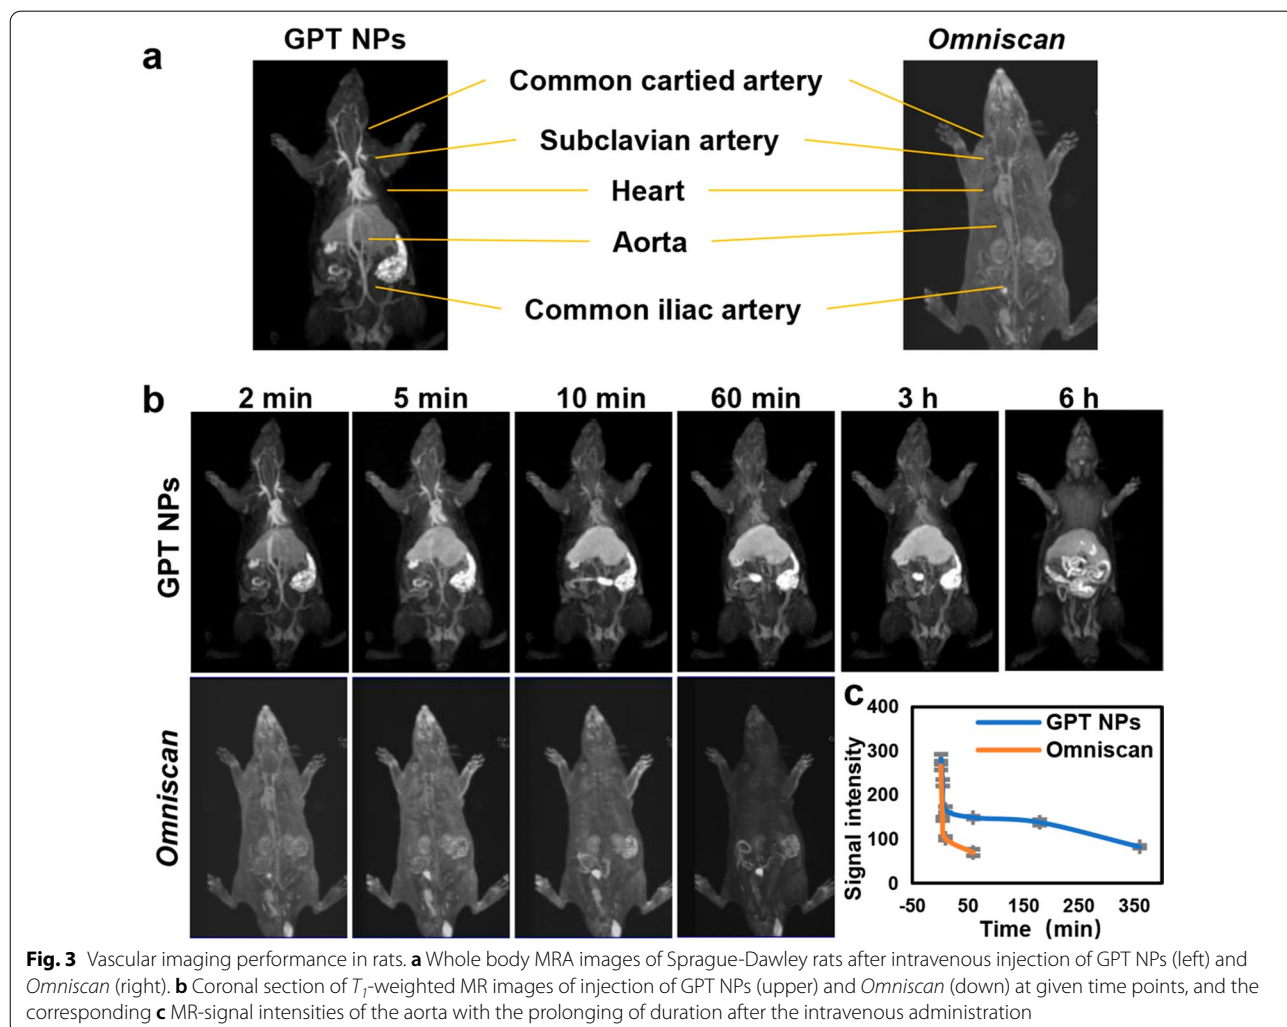 GPT NPs
Omniscan
a
Common cartied artery
Subclavian artery
Heart
Aorta
Common iliac artery
b
2 min
5 min
10 min
60 min
3 h
6 h
GPT NPs
Omniscan
c
400
300
200
100
0
Signal intensity
GPT NPs
Omniscan
-50
50
150
250
350
Time (min)
Fig. 3 Vascular imaging performance in rats. a Whole body MRA images of Sprague-Dawley rats after intravenous injection of GPT NPs (left) and
Omniscan (right). b Coronal section of T1-weighted MR images of injection of GPT NPs (upper) and Omniscan (down) at given time points, and the
corresponding c MR-signal intensities of the aorta with the prolonging of duration after the intravenous administration